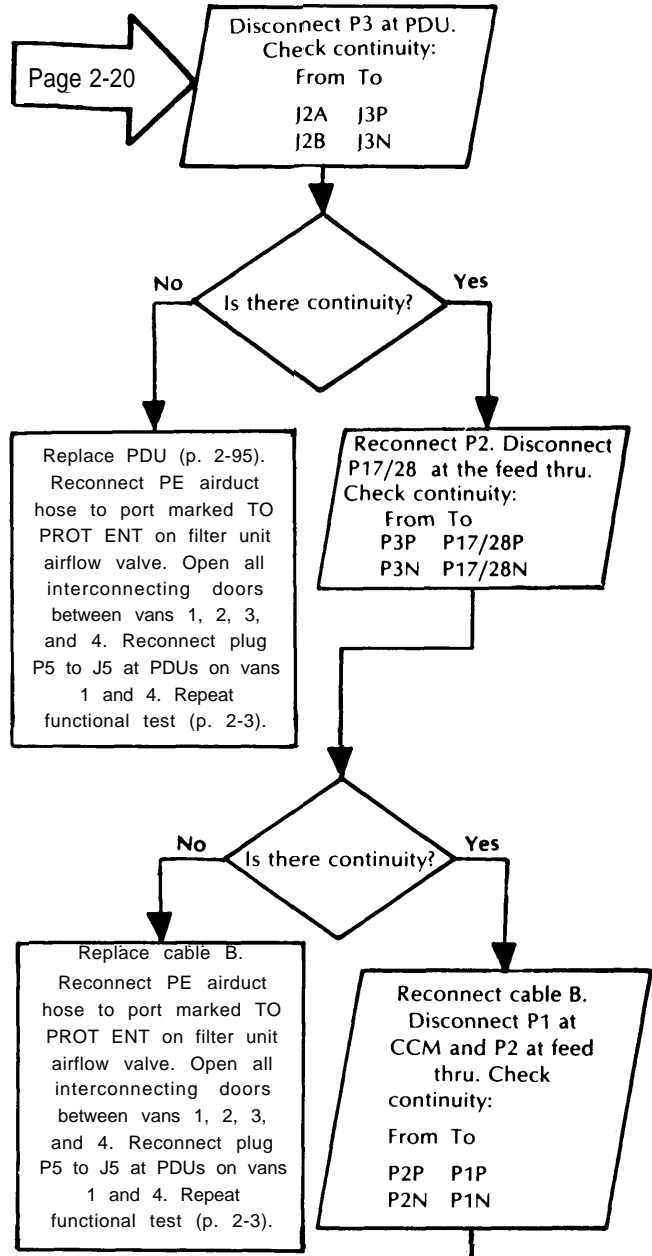 Page 2-20
Disconnect P3 at PDU.
Check continuity:
From To
J2A J3P
J2B J3N
Is there continuity?
No
Yes
Replace PDU (p. 2-95).
Reconnect PE airduct
hose to port marked TO
PROT ENT on filter unit
airflow valve. Open all
interconnecting doors
between vans 1, 2, 3,
and 4. Reconnect plug
P5 to J5 at PDUs on vans
1 and 4. Repeat
functional test (p. 2-3).
Reconnect P2. Disconnect
P17/28 at the feed thru.
Check continuity:
From To
P3P P17/28P
P3N P17/28N
Is there continuity?
No
Yes
Replace cable B.
Reconnect PE airduct
hose to port marked TO
PROT ENT on filter unit
airflow valve. Open all
interconnecting doors
between vans 1, 2, 3,
and 4. Reconnect plug
P5 to J5 at PDUs on vans
1 and 4. Repeat
functional test (p. 2-3).
Reconnect cable B.
Disconnect P1 at
CCM and P2 at feed
thru. Check
continuity:
From To
P2P P1P
P2N P1N